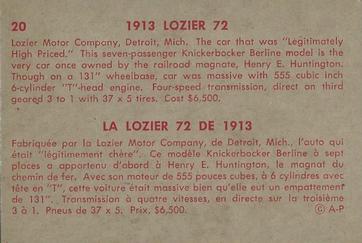 20
1913 LOZIER 72
Lozier Motor Company, Detroit, Mich. The car that was "Legitimately
High Priced." This seven-passenger Knickerbocker Berline model is the
very car once owned by the railroad magnate, Henry E. Huntington.
Though on a 131" wheelbase, car was massive with 555 cubic inch
6-cylinder "T"-head engine. Four-speed transmission, direct on third
geared 3 to 1 with 37 x 5 tires. Cost $6,500.
LA LOZIER 72 DE 1913
Fabriquée par la Lozier Motor Company, de Detroit, Mich., l'auto qui
était "légitimement chère". Ce modèle Knickerbocker Berline à sept
places a appartenu d'abord à Henry E. Huntington, le magnat du
chemin de fer. Avec son moteur de 555 pouces cubes, à 6 cylindres avec
tête en "T", cette voiture était massive bien qu'elle eut un empattement
de 131". Transmission à quatre vitesses, en direct sur la troisième
3 à 1. Pneus de 37 x 5. Prix, $6,500.
© A-P